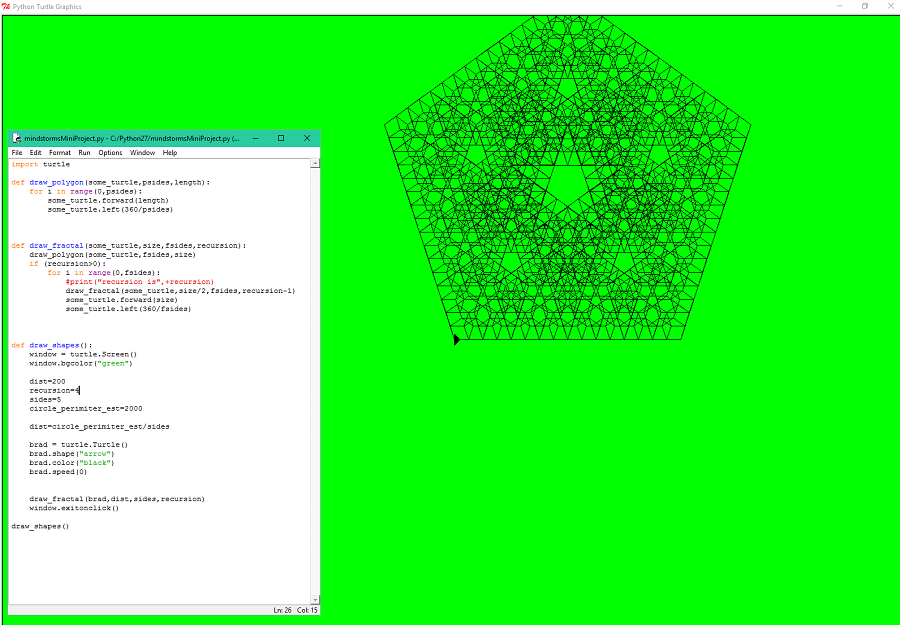 Python Turtle Graphics
mindstormsMiniProject.py - C:/Python27/mindstormsMiniProject.py (...
File Edit Format Run Options Window Help
import turtle
def draw_polygon(some_turtle,psides,length):
    for i in range(0,psides):
        some_turtle.forward(length)
        some_turtle.left(360/psides)
def draw_fractal(some_turtle,size,fsides,recursion):
    draw_polygon(some_turtle,fsides,size)
    if (recursion>0):
        for i in range(0,fsides):
            #print("recursion is",+recursion)
            draw_fractal(some_turtle,size/2,fsides,recursion-1)
            some_turtle.forward(size)
            some_turtle.left(360/fsides)
def draw_shapes():
    window = turtle.Screen()
    window.bgcolor("green")
    dist=200
    recursion=4
    sides=5
    circle_perimiter_est=2000
    dist=circle_perimiter_est/sides
    brad = turtle.Turtle()
    brad.shape("arrow")
    brad.color("black")
    brad.speed(0)
    draw_fractal(brad,dist,sides,recursion)
    window.exitonclick()
draw_shapes()
Ln: 26 Col: 15